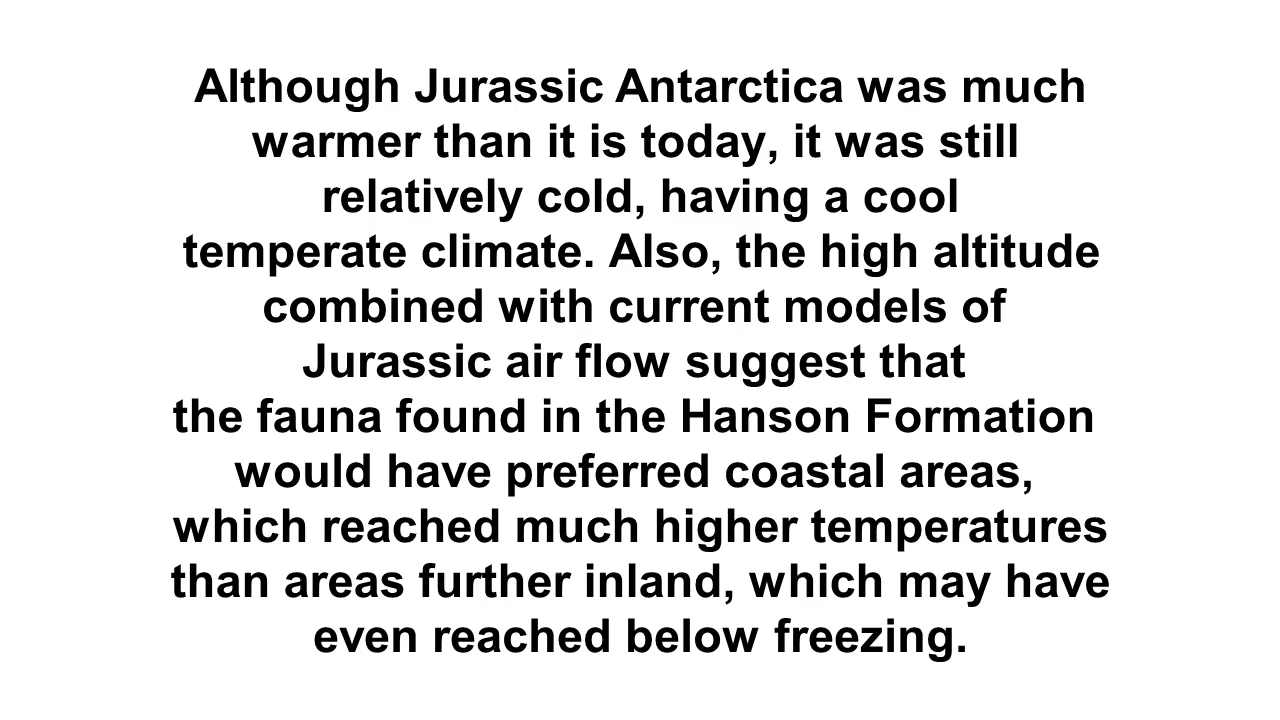 Although Jurassic Antarctica was much
warmer than it is today, it was still
relatively cold, having a cool
temperate climate. Also, the high altitude
combined with current models of
Jurassic air flow suggest that
the fauna found in the Hanson Formation
would have preferred coastal areas,
which reached much higher temperatures
than areas further inland, which may have
even reached below freezing.